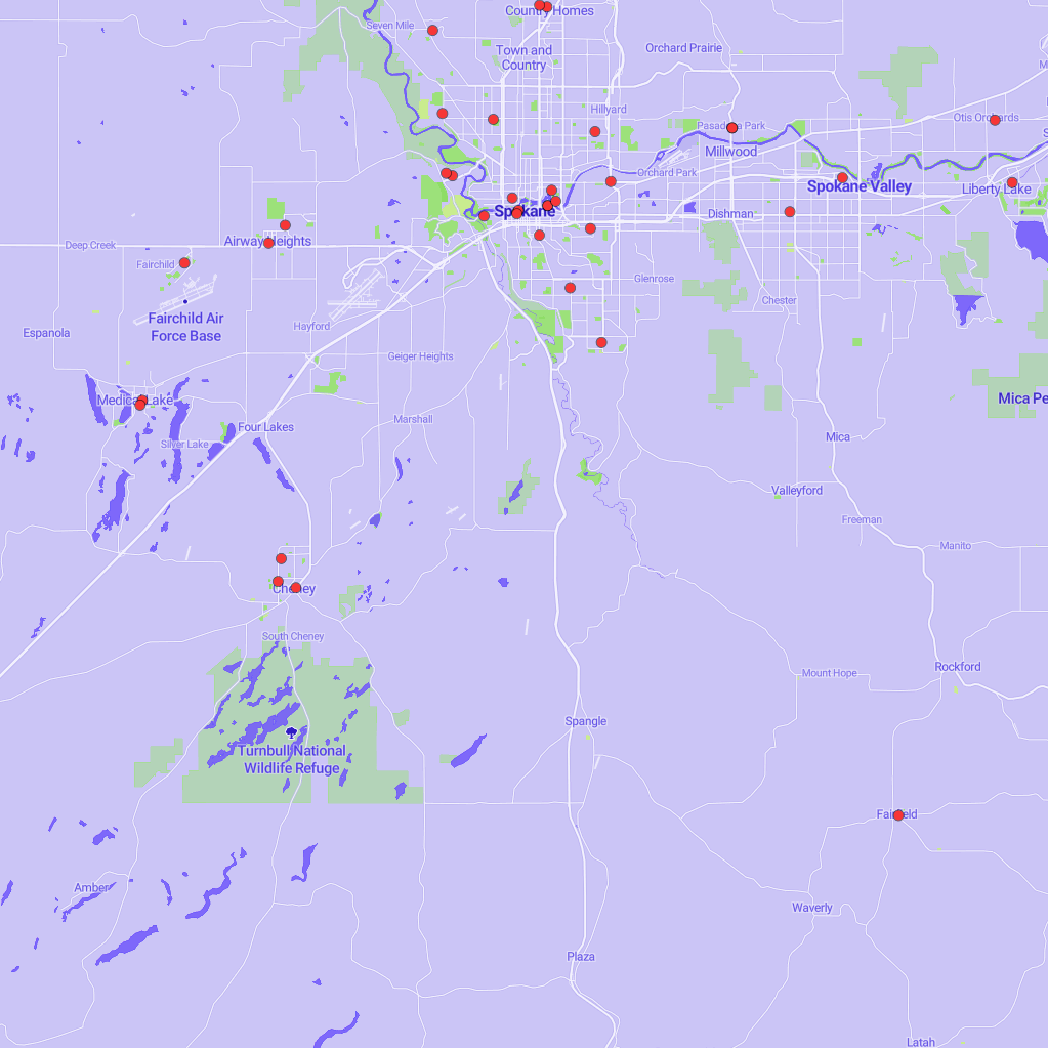 Country Homes
Seven Mile
Town and
Country
Orchard Prairie
M
Hillyard
Otis Orchards
Pasadena Park
S
Millwood
Orchard Park
Spokane Valley
Liberty Lake
Spokane
Dishman
Deep Creek
Airway Heights
Fairchild
Glenrose
Chester
Fairchild Air
Force Base
Hayford
Espanola
Geiger Heights
Medical Lake
Mica Pe
Marshall
Four Lakes
Silver Lake
Mica
Valleyford
Freeman
Manito
Cheney
South Cheney
Rockford
Mount Hope
Spangle
Turnbull National
Wildlife Refuge
Fairfield
Amber
Waverly
Plaza
Latah